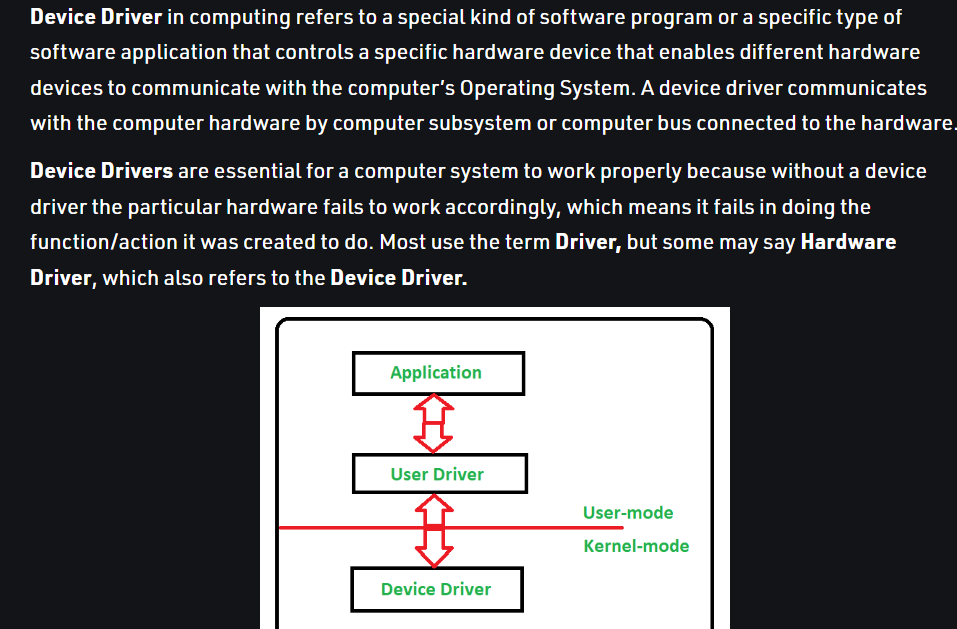 Device Driver in computing refers to a special kind of software program or a specific type of
software application that controls a specific hardware device that enables different hardware
devices to communicate with the computer’s Operating System. A device driver communicates
with the computer hardware by computer subsystem or computer bus connected to the hardware.
Device Drivers are essential for a computer system to work properly because without a device
driver the particular hardware fails to work accordingly, which means it fails in doing the
function/action it was created to do. Most use the term Driver, but some may say Hardware
Driver, which also refers to the Device Driver.
Application
User Driver
User-mode
Kernel-mode
Device Driver